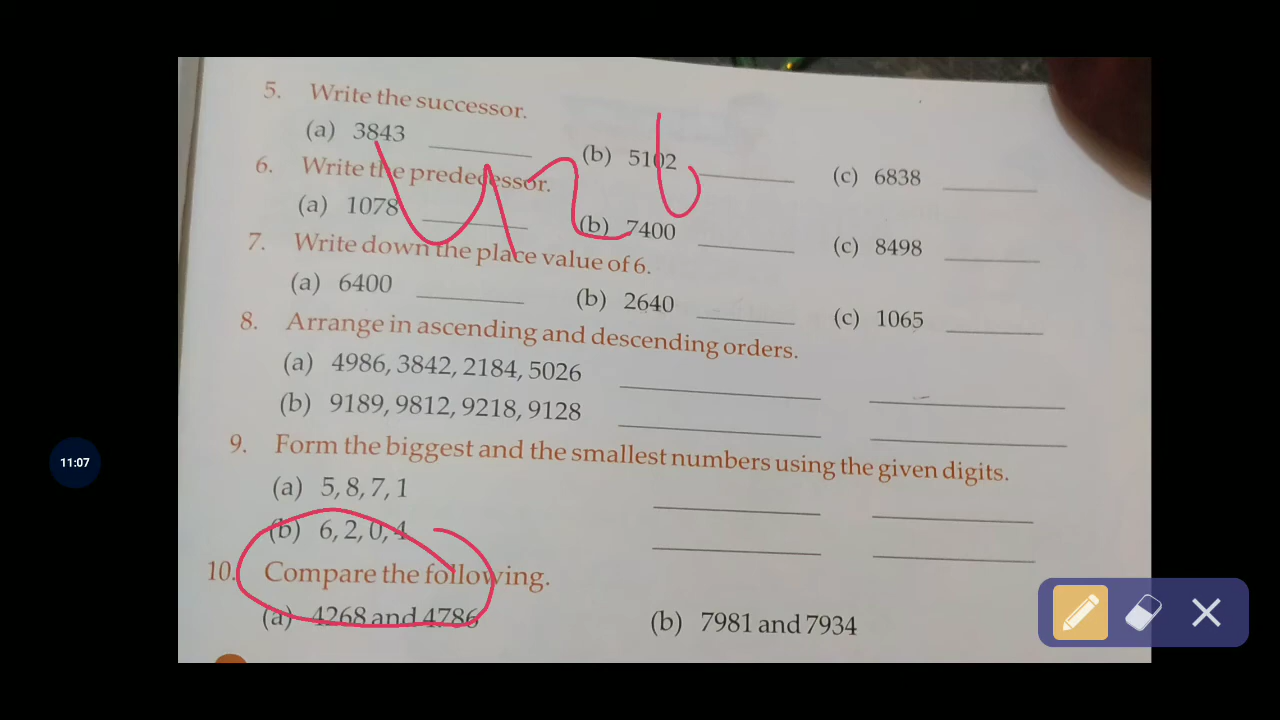 5. Write the successor.
(a) 3843 (b) 5102 (c) 6838
6. Write the predecessor.
(a) 1078 (b) 7400 (c) 8498
7. Write down the place value of 6.
(a) 6400 (b) 2640 (c) 1065
8. Arrange in ascending and descending orders.
(a) 4986, 3842, 2184, 5026
(b) 9189, 9812, 9218, 9128
9. Form the biggest and the smallest numbers using the given digits.
(a) 5, 8, 7, 1
(b) 6, 2, 0, 4
10. Compare the following.
(a) 4268 and 4786 (b) 7981 and 7934
11:07